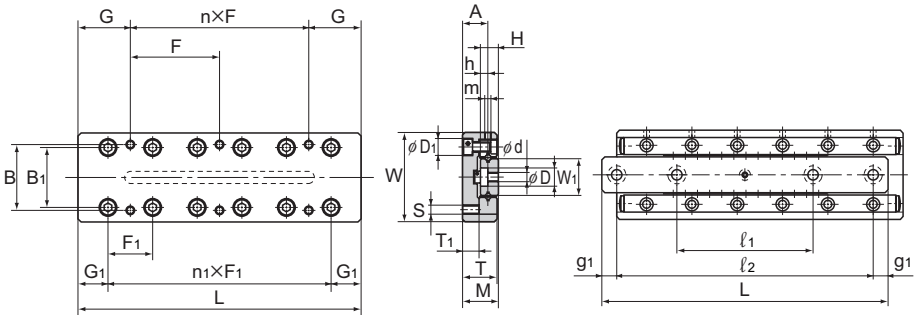 G
n×F
G
F
B
B1
F1
G1
n1×F1
G1
L
A
H
h
m
ϕD1
ϕd
W
ϕD
W1
S
T1
T
M
ℓ1
g1
ℓ2
g1
L